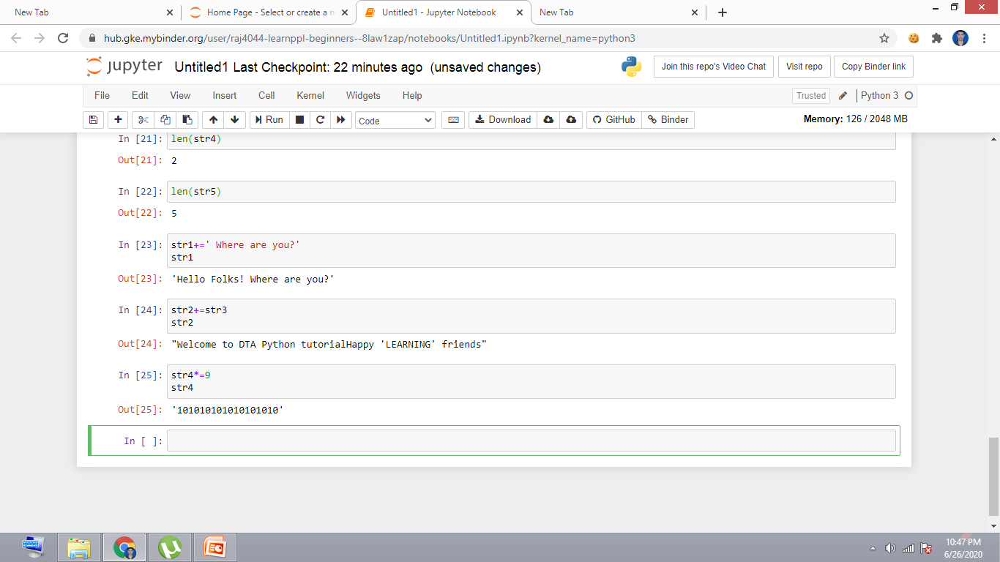 New Tab
Home Page - Select or create a n
Untitled1 - Jupyter Notebook
New Tab
hub.gke.mybinder.org/user/raj4044-learnppl-beginners--8law1zap/notebooks/Untitled1.ipynb?kernel_name=python3
jupyter Untitled1 Last Checkpoint: 22 minutes ago (unsaved changes)
Join this repo's Video Chat
Visit repo
Copy Binder link
File Edit View Insert Cell Kernel Widgets Help
Trusted
Python 3
Run
Code
Download
GitHub
Binder
Memory: 126 / 2048 MB
In [21]: len(str4)
Out[21]: 2
In [22]: len(str5)
Out[22]: 5
In [23]: str1+=' Where are you?'
str1
Out[23]: 'Hello Folks! Where are you?'
In [24]: str2+=str3
str2
Out[24]: "Welcome to DTA Python tutorialHappy 'LEARNING' friends"
In [25]: str4*=9
str4
Out[25]: '101010101010101010'
In [ ]:
10:47 PM
6/26/2020